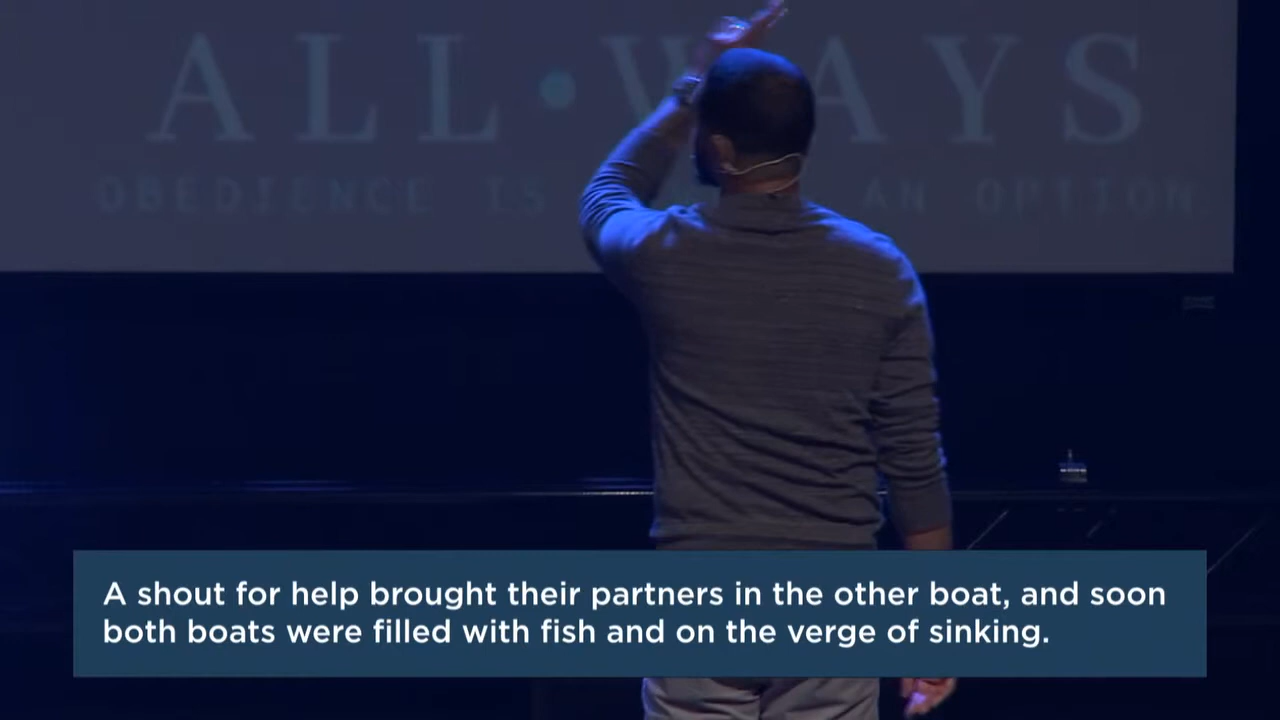 ALL•WAYS
OBEDIENCE IS AN OPTION
A shout for help brought their partners in the other boat, and soon
both boats were filled with fish and on the verge of sinking.